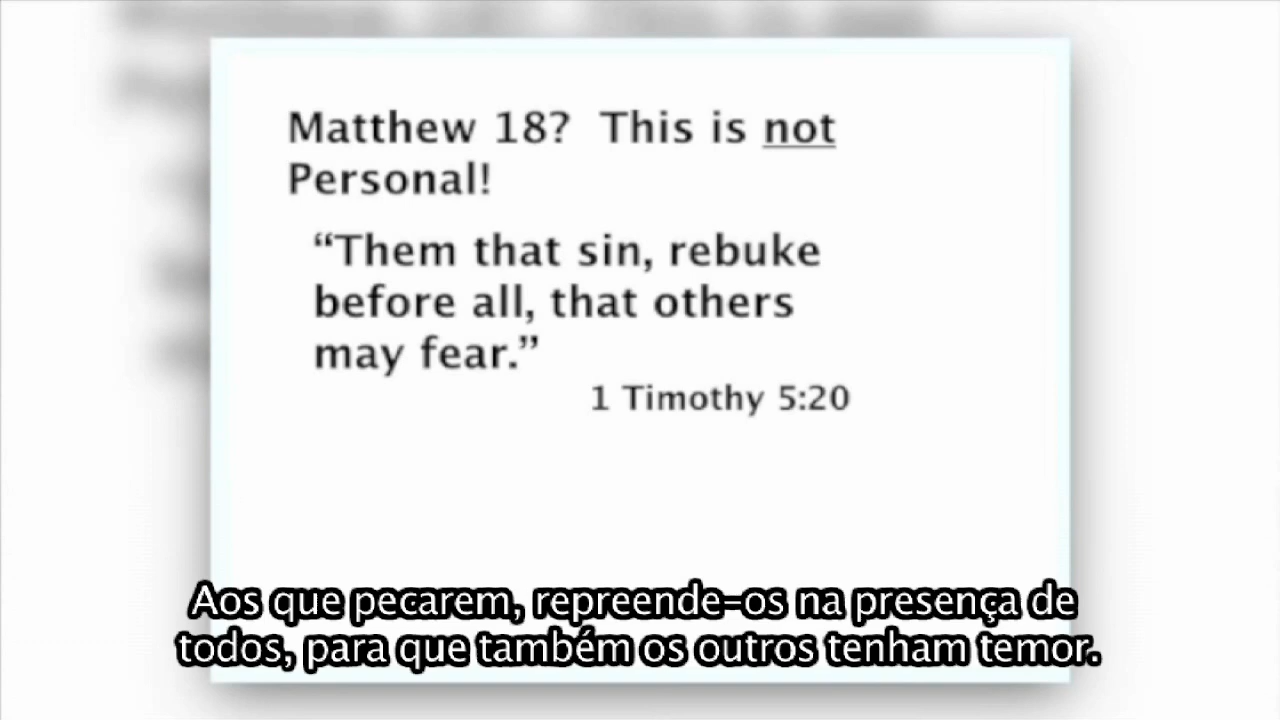 Matthew 18? This is not
Personal!
“Them that sin, rebuke
before all, that others
may fear.”
1 Timothy 5:20
Aos que pecarem, repreende-os na presença de
todos, para que também os outros tenham temor.